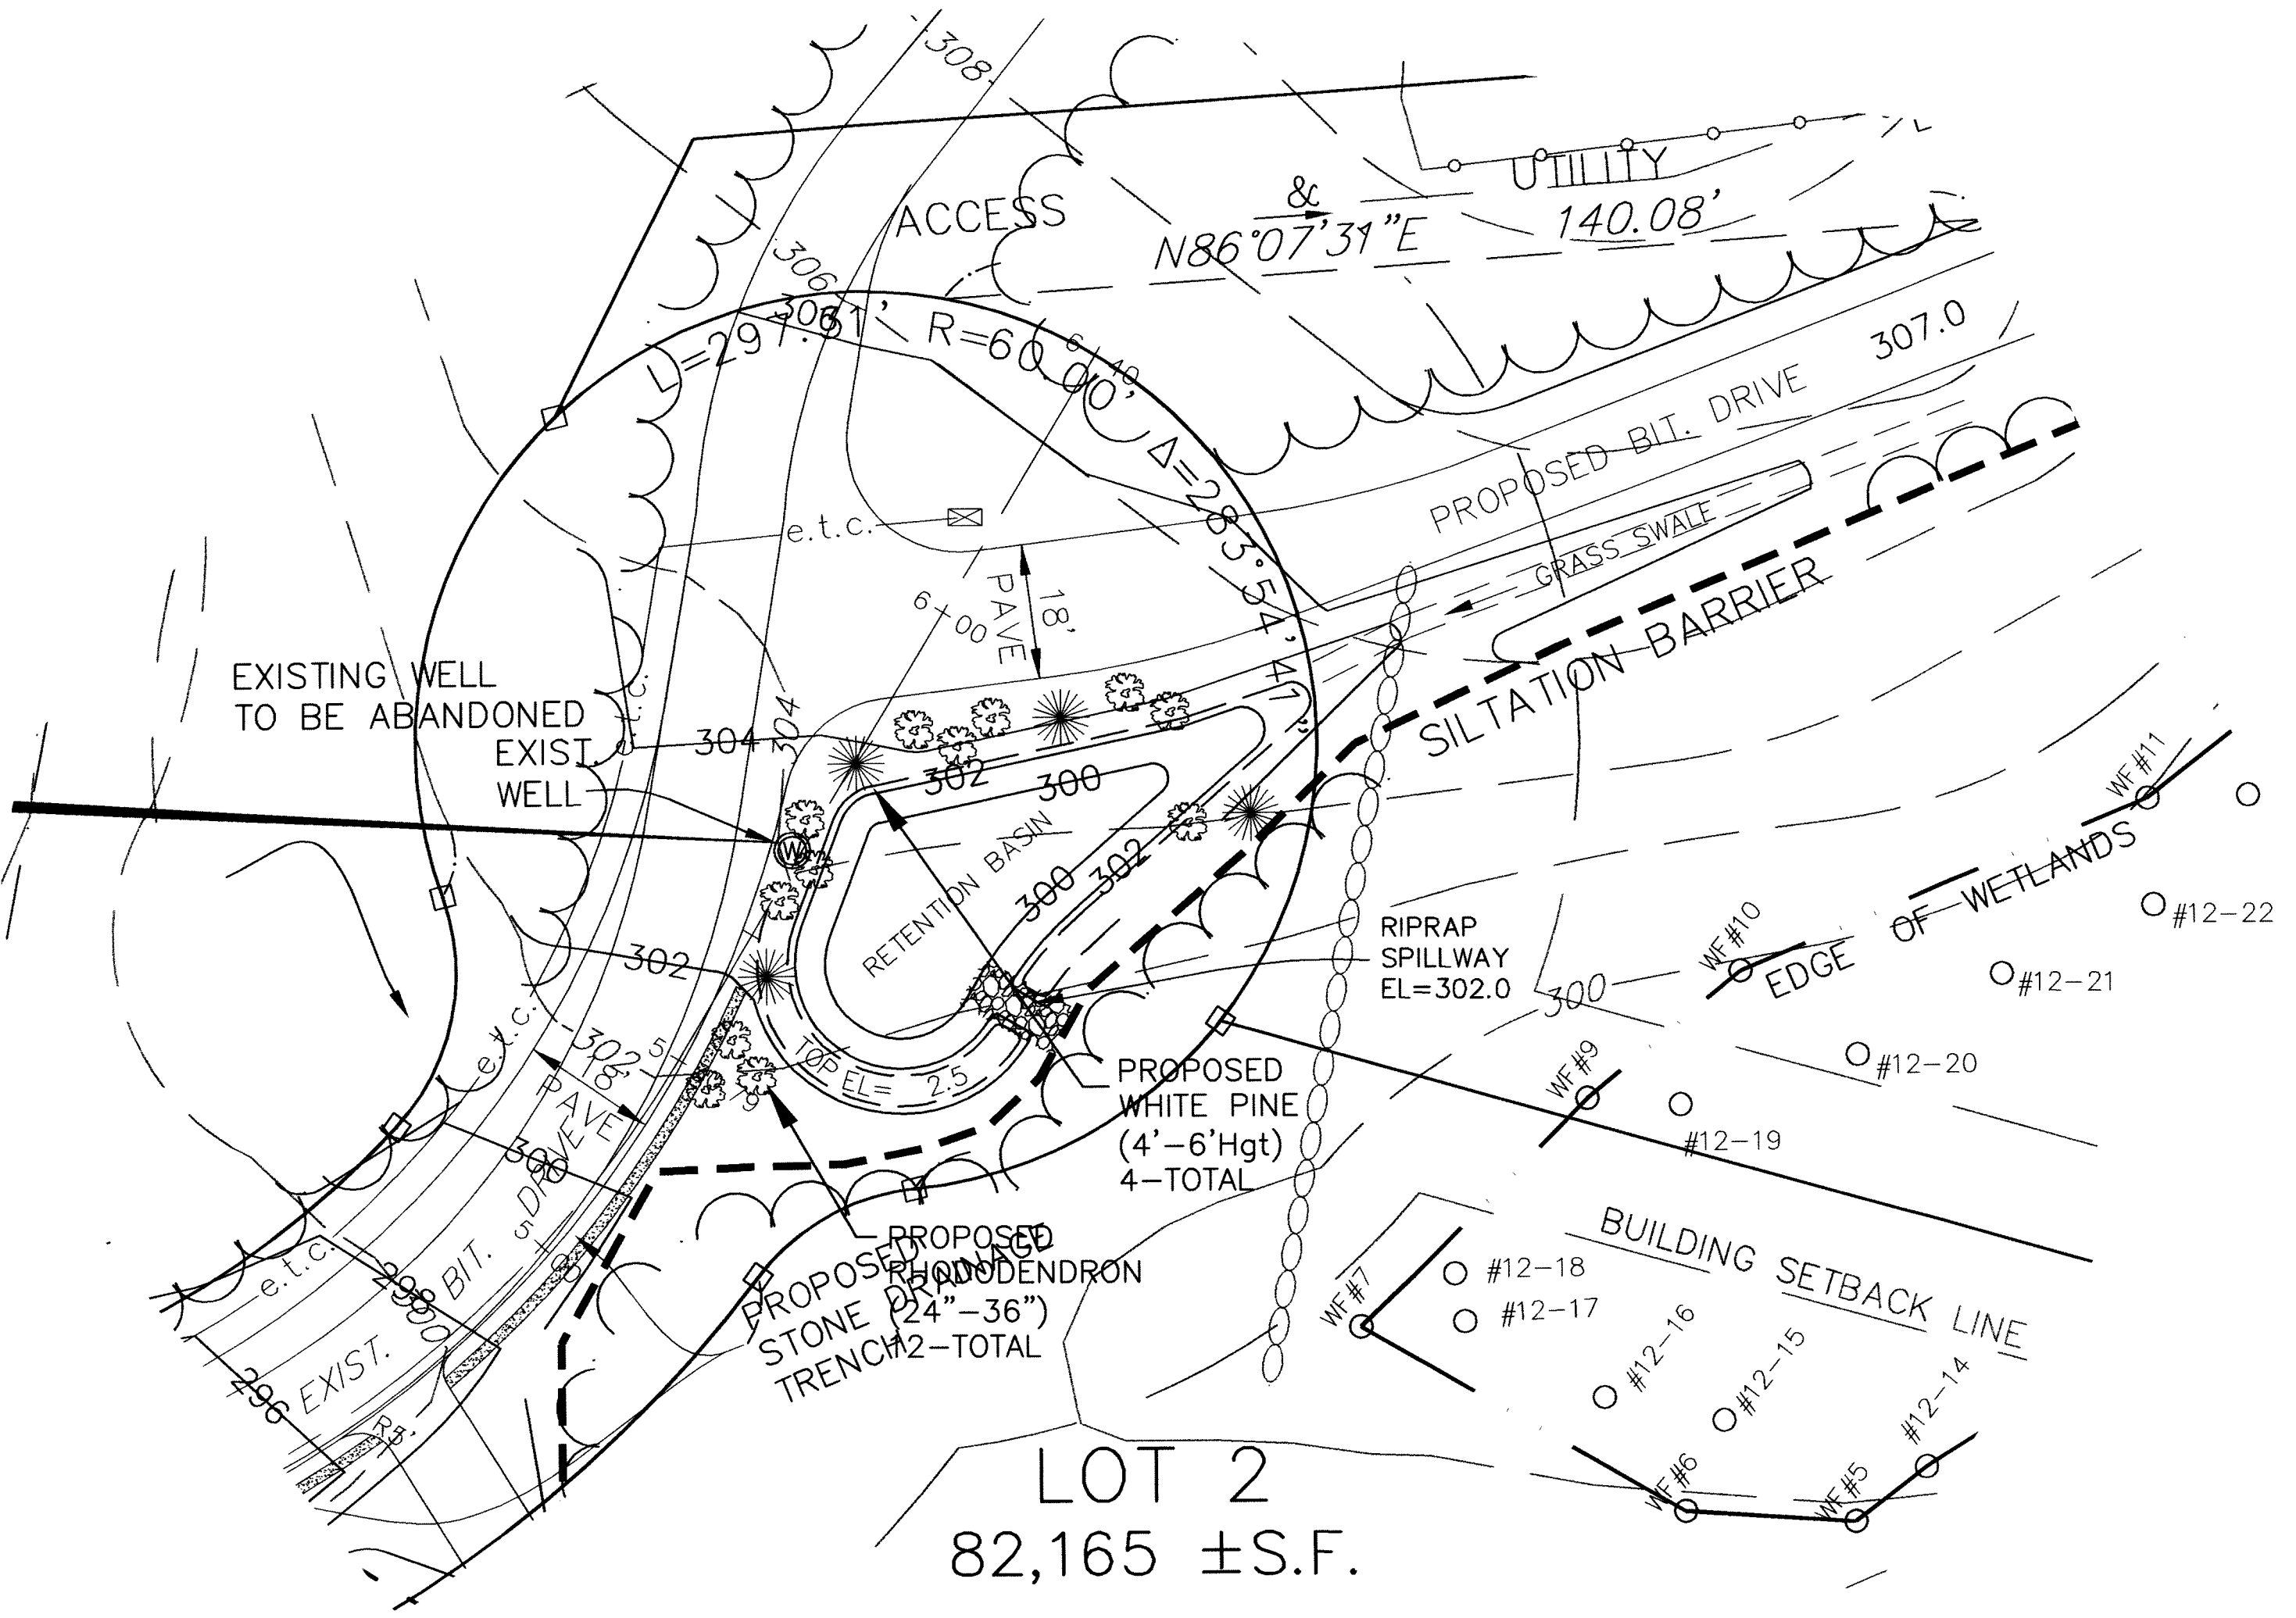 308
ACCESS
&
UTILITY
N86°07'31"E
140.08'
306
306
L=297.31'
R=60.00'
Δ=283°54'41"
307.0
PROPOSED BIT. DRIVE
GRASS SWALE
SILTATION BARRIER
e.t.c.
6+00
18'
PAVE
EXISTING WELL
TO BE ABANDONED
EXIST.
WELL
e.t.c.
304
304
W
302
300
RETENTION BASIN
300
302
302
RIPRAP
SPILLWAY
EL=302.0
300
WF#11
EDGE OF WETLANDS
WF#10
#12-22
#12-21
#12-20
WF#9
#12-19
e.t.c.
302
18'
PAVE
TOP EL= 2.5
PROPOSED
WHITE PINE
(4'-6'Hgt)
4-TOTAL
300
PROPOSED
RHODODENDRON
(24"-36")
12-TOTAL
PROPOSED
STONE DRAINAGE
TRENCH
BUILDING SETBACK LINE
WF#7
#12-18
#12-17
#12-16
#12-15
#12-14
WF#6
WF#5
e.t.c.
298
EXIST. BIT. DRIVE
296
R3'
LOT 2
82,165 ±S.F.